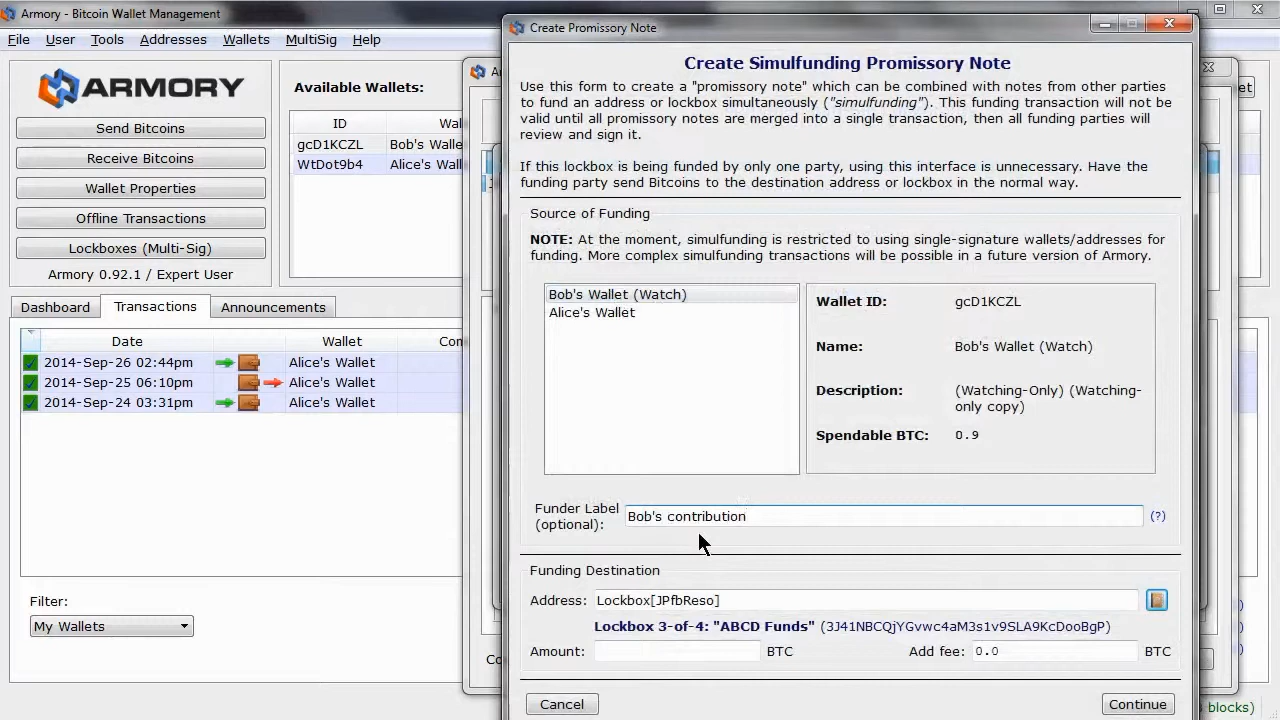 Armory - Bitcoin Wallet Management
File User Tools Addresses Wallets MultiSig Help
ARMORY
Send Bitcoins
Receive Bitcoins
Wallet Properties
Offline Transactions
Lockboxes (Multi-Sig)
Armory 0.92.1 / Expert User
Available Wallets:
ID
gcD1KCZL Bob's
WtDot9b4 Alice's
Dashboard Transactions Announcements
Date Wallet
2014-Sep-26 02:44pm Alice's Wallet
2014-Sep-25 06:10pm Alice's Wallet
2014-Sep-24 03:31pm Alice's Wallet
Filter:
My Wallets
Create Promissory Note
Create Simulfunding Promissory Note
Use this form to create a "promissory note" which can be combined with notes from other parties
to fund an address or lockbox simultaneously ("simulfunding"). This funding transaction will not be
valid until all promissory notes are merged into a single transaction, then all funding parties will
review and sign it.
If this lockbox is being funded by only one party, using this interface is unnecessary. Have the
funding party send Bitcoins to the destination address or lockbox in the normal way.
Source of Funding
NOTE: At the moment, simulfunding is restricted to using single-signature wallets/addresses for
funding. More complex simulfunding transactions will be possible in a future version of Armory.
Bob's Wallet (Watch)
Alice's Wallet
Wallet ID: gcD1KCZL
Name: Bob's Wallet (Watch)
Description: (Watching-Only) (Watching-
only copy)
Spendable BTC: 0.9
Funder Label
(optional): Bob's contribution (?)
Funding Destination
Address: Lockbox[JPfbReso]
Lockbox 3-of-4: "ABCD Funds" (3J41NBCQjYGvwc4aM3s1v9SLA9KcDooBgP)
Amount: BTC Add fee: 0.0 BTC
Cancel Continue
blocks)